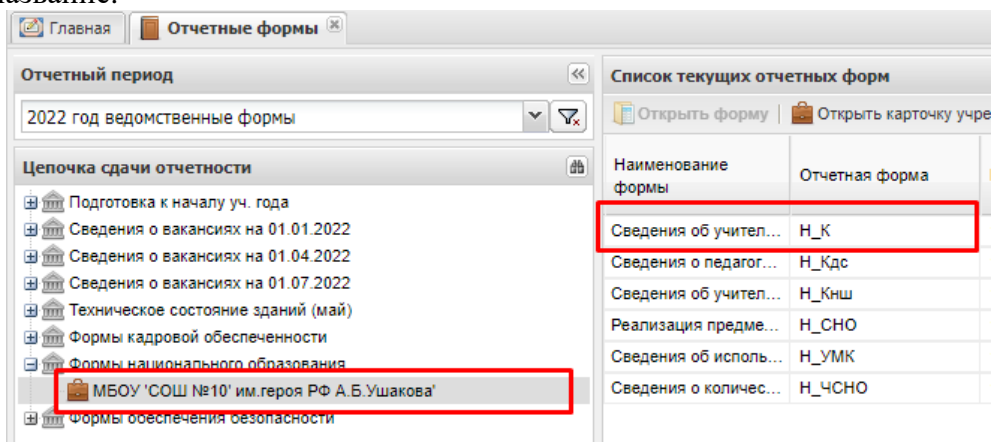 название.
Главная Отчетные формы
Отчетный период
2022 год ведомственные формы
Цепочка сдачи отчетности
Подготовка к началу уч. года
Сведения о вакансиях на 01.01.2022
Сведения о вакансиях на 01.04.2022
Сведения о вакансиях на 01.07.2022
Техническое состояние зданий (май)
Формы кадровой обеспеченности
Формы национального образования
МБОУ 'СОШ №10' им.героя РФ А.Б.Ушакова'
Формы обеспечения безопасности
Список текущих отчетных форм
Открыть форму Открыть карточку учре
Наименование формы Отчетная форма
Сведения об учител... Н_К
Сведения о педагог... Н_Кдс
Сведения об учител... Н_Кнш
Реализация предме... Н_СНО
Сведения об исполь... Н_УМК
Сведения о количес... Н_ЧСНО